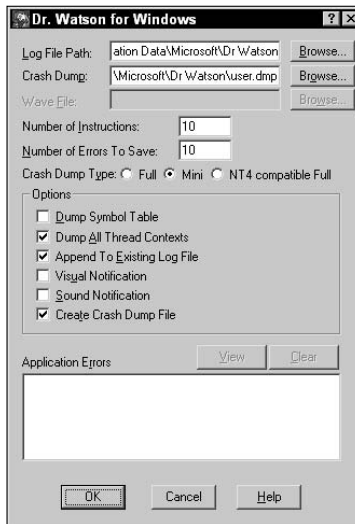 Dr. Watson for Windows
Log File Path: ation Data\Microsoft\Dr Watson Browse...
Crash Dump: \Microsoft\Dr Watson\user.dmp Browse...
Wave File: Browse...
Number of Instructions: 10
Number of Errors To Save: 10
Crash Dump Type: Full Mini NT4 compatible Full
Options
Dump Symbol Table
Dump All Thread Contexts
Append To Existing Log File
Visual Notification
Sound Notification
Create Crash Dump File
Application Errors View Clear
OK Cancel Help